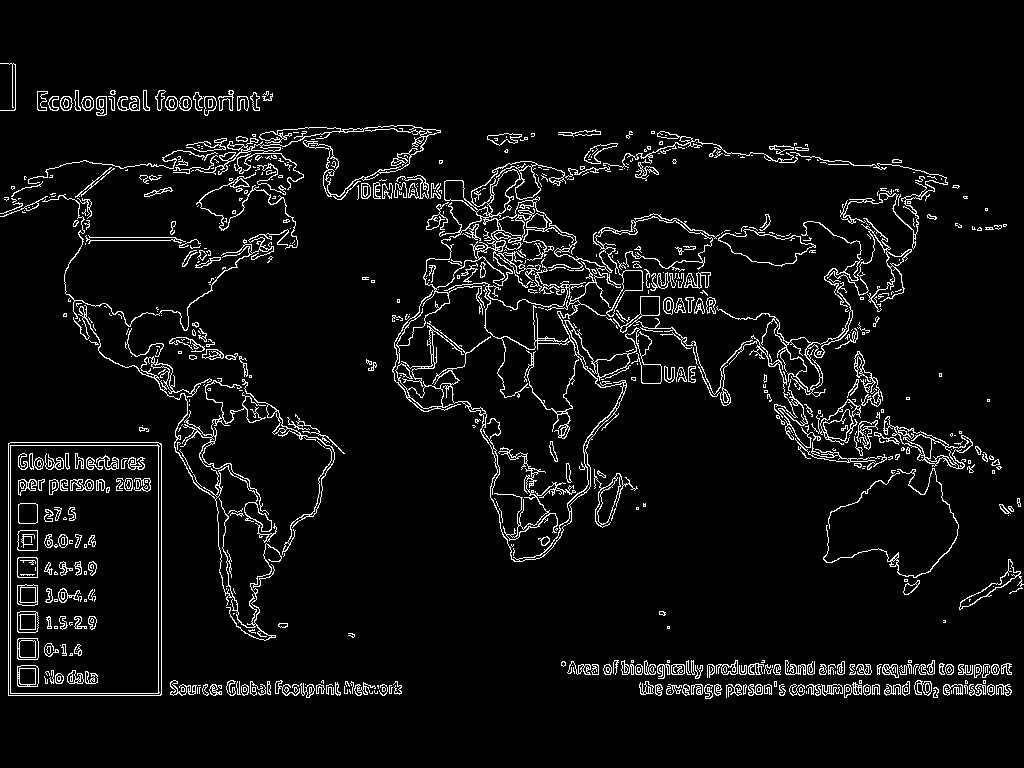 Ecological footprint*
DENMARK
KUWAIT
QATAR
UAE
Global hectares
per person, 2008
≥7.5
6.0-7.4
4.5-5.9
3.0-4.4
1.5-2.9
0-1.4
No data
Source: Global Footprint Network
*Area of biologically productive land and sea required to support
the average person's consumption and CO₂ emissions